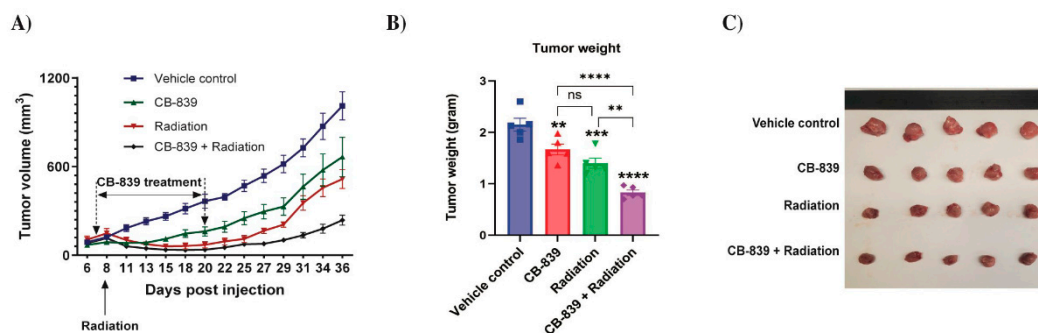 A)
Tumor volume (mm³)
1200
600
0
Vehicle control
CB-839
Radiation
CB-839 + Radiation
CB-839 treatment
6 8 11 13 15 18 20 22 25 27 29 31 34 36
Days post injection
Radiation
B)
Tumor weight
Tumor weight (gram)
3
2
1
0
****
ns
**
**
***
****
Vehicle control
CB-839
Radiation
CB-839 + Radiation
C)
Vehicle control
CB-839
Radiation
CB-839 + Radiation